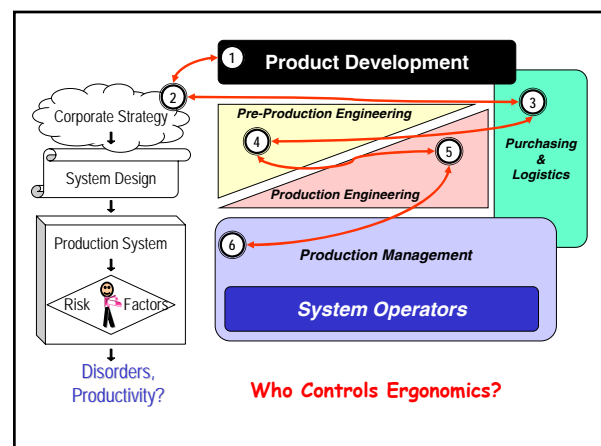 1
Product Development
2
Corporate Strategy
3
Pre-Production Engineering
4
5
Purchasing
&
Logistics
System Design
Production Engineering
Production System
6
Production Management
Risk Factors
System Operators
Disorders,
Productivity?
Who Controls Ergonomics?